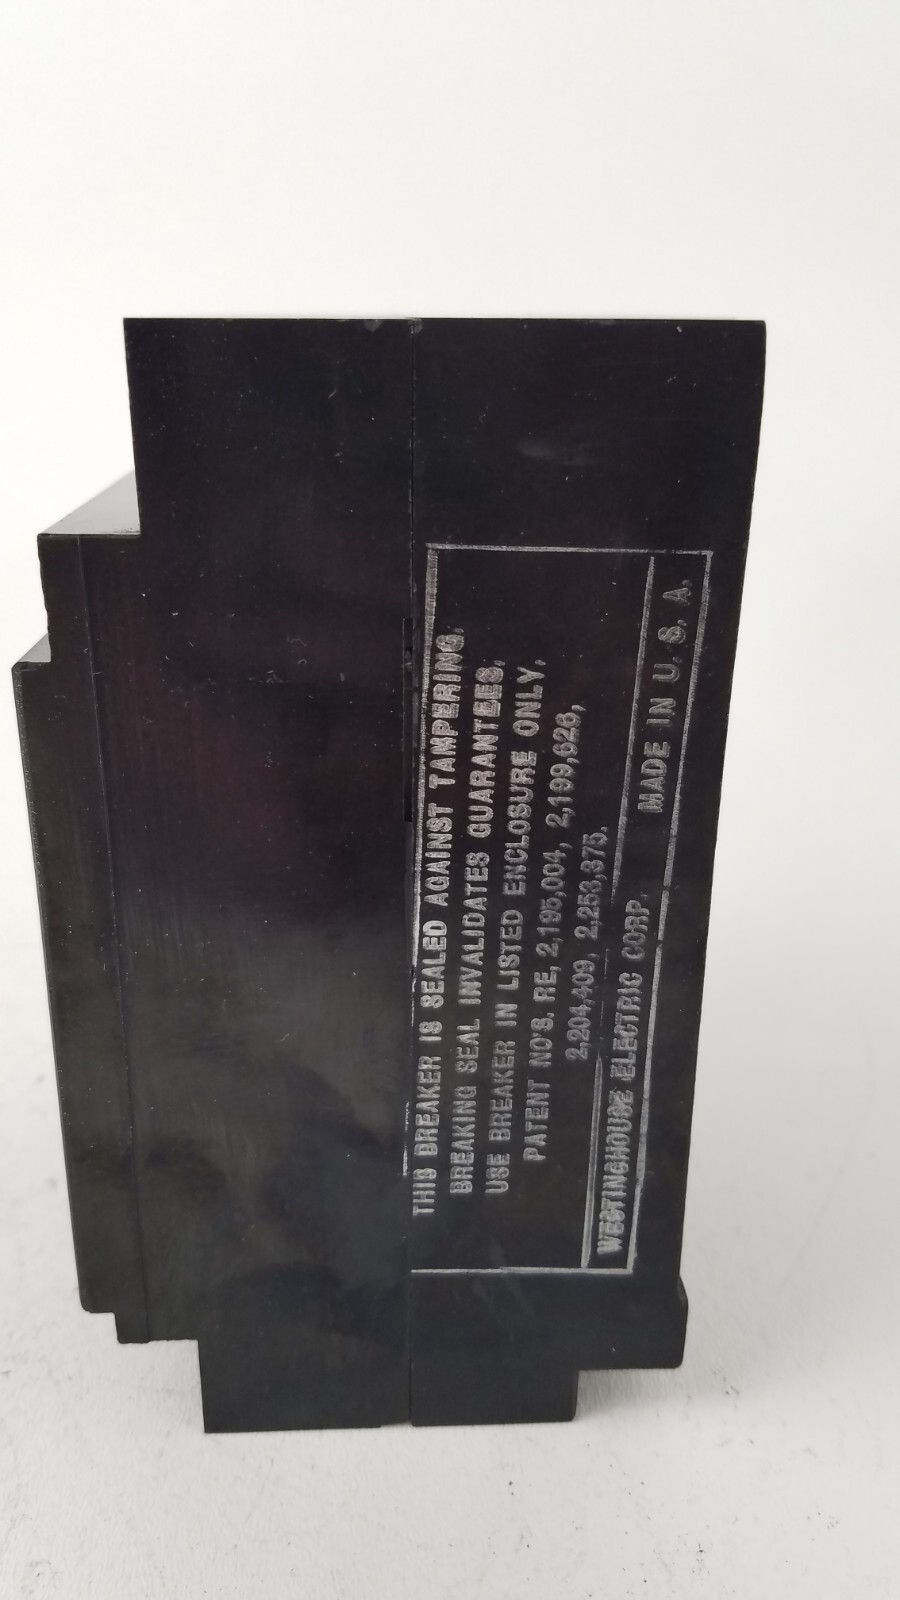 THIS BREAKER IS SEALED AGAINST TAMPERING.
BREAKING SEAL INVALIDATES GUARANTEES.
USE BREAKER IN LISTED ENCLOSURE ONLY.
PATENT NO'S. RE, 2,195,004, 2,199,626,
2,204,409, 2,253,375.
WESTINGHOUSE ELECTRIC CORP. MADE IN U. S. A.